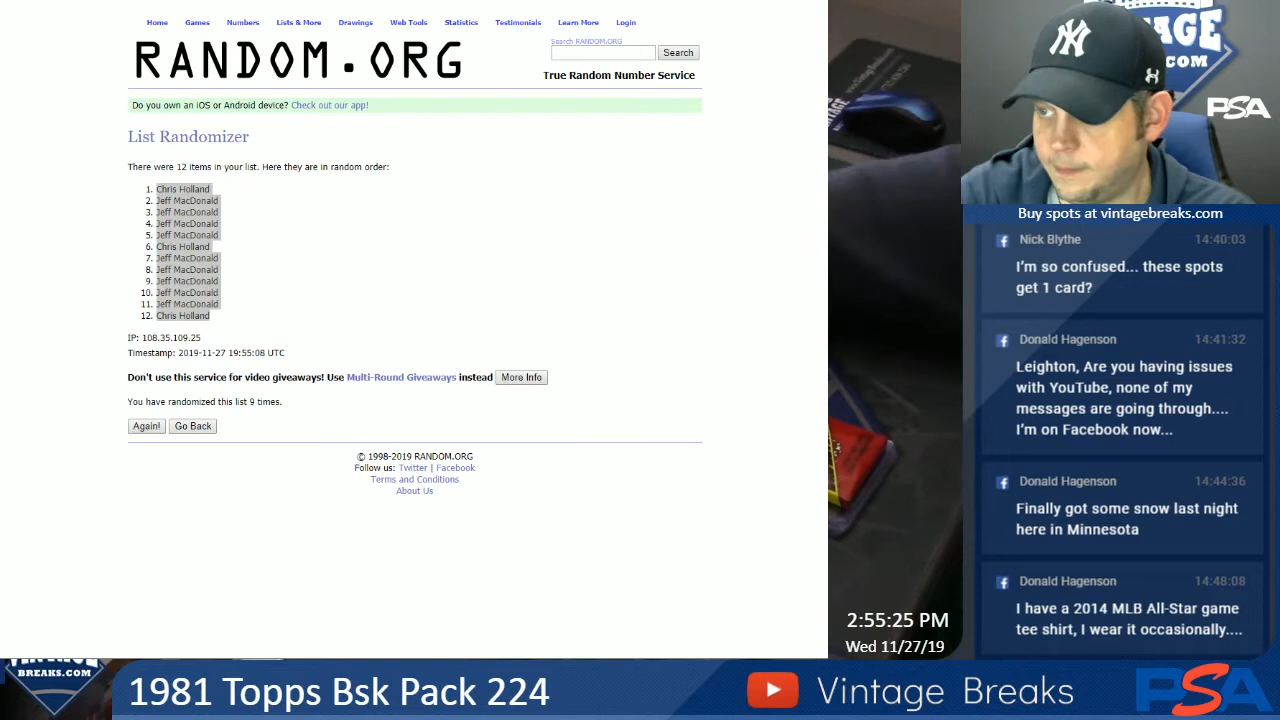 Home Games Numbers Lists & More Drawings Web Tools Statistics Testimonials Learn More Login
RANDOM.ORG
Search RANDOM.ORG
Search
True Random Number Service
Do you own an iOS or Android device? Check out our app!
List Randomizer
There were 12 items in your list. Here they are in random order:
1. Chris Holland
2. Jeff MacDonald
3. Jeff MacDonald
4. Jeff MacDonald
5. Jeff MacDonald
6. Chris Holland
7. Jeff MacDonald
8. Jeff MacDonald
9. Jeff MacDonald
10. Jeff MacDonald
11. Jeff MacDonald
12. Chris Holland
IP: 108.35.109.25
Timestamp: 2019-11-27 19:55:08 UTC
Don't use this service for video giveaways! Use Multi-Round Giveaways instead More Info
You have randomized this list 9 times.
Again! Go Back
© 1998-2019 RANDOM.ORG
Follow us: Twitter | Facebook
Terms and Conditions
About Us
NY
PSA
Buy spots at vintagebreaks.com
Nick Blythe 14:40:03
I'm so confused... these spots
get 1 card?
Donald Hagenson 14:41:32
Leighton, Are you having issues
with YouTube, none of my
messages are going through....
I'm on Facebook now...
Donald Hagenson 14:44:36
Finally got some snow last night
here in Minnesota
Donald Hagenson 14:48:08
I have a 2014 MLB All-Star game
tee shirt, I wear it occasionally....
2:55:25 PM
Wed 11/27/19
BREAKS.COM
1981 Topps Bsk Pack 224
Vintage Breaks
PSA